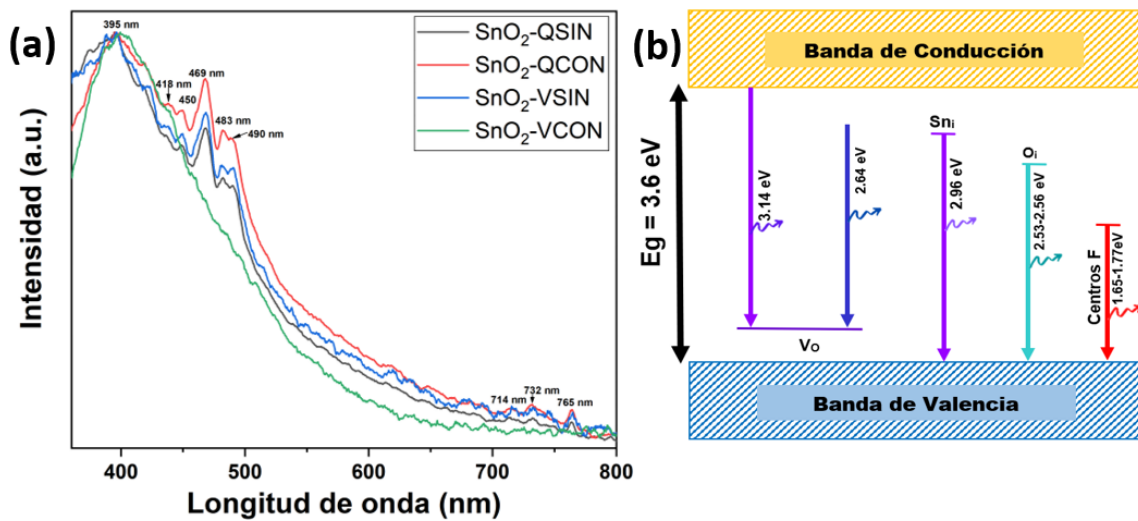 (a)
395 nm
418 nm
450
469 nm
483 nm
490 nm
714 nm
732 nm
765 nm
SnO₂-QSIN
SnO₂-QCON
SnO₂-VSIN
SnO₂-VCON
Intensidad (a.u.)
400
500
600
700
800
Longitud de onda (nm)
(b)
Banda de Conducción
Eg = 3.6 eV
3.14 eV
2.64 eV
Vₒ
Snᵢ
2.96 eV
Oᵢ
2.53-2.56 eV
Centros F
1.65-1.77eV
Banda de Valencia